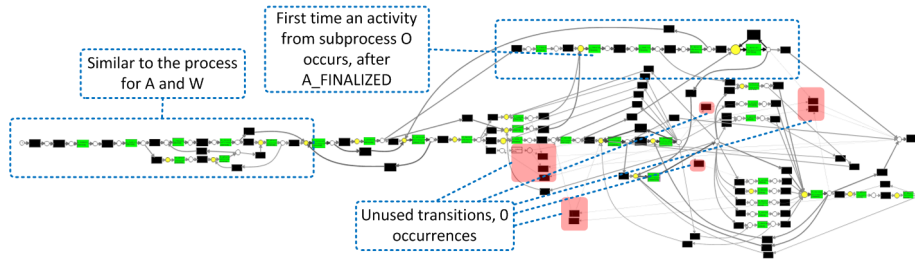 First time an activity
from subprocess O
occurs, after
A_FINALIZED
Similar to the process
for A and W
Unused transitions, 0
occurrences